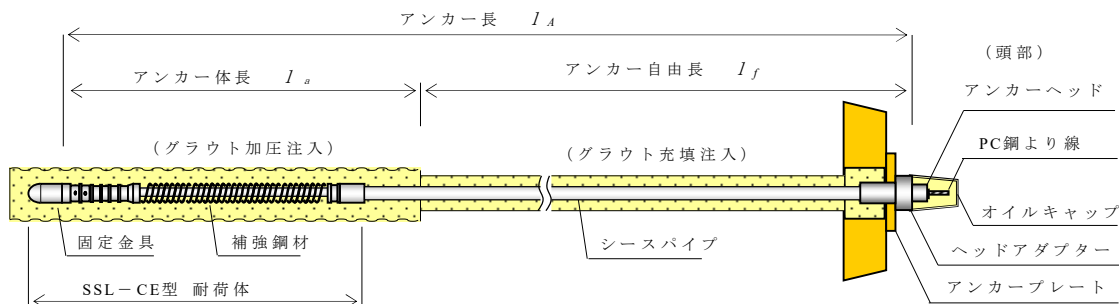 アンカー長 l A
アンカー体長 l a
アンカー自由長 l f
(頭部)
アンカーヘッド
PC鋼より線
(グラウト加圧注入)
(グラウト充填注入)
オイルキャップ
固定金具
補強鋼材
シースパイプ
ヘッドアダプター
SSL－CE型 耐荷体
アンカープレート